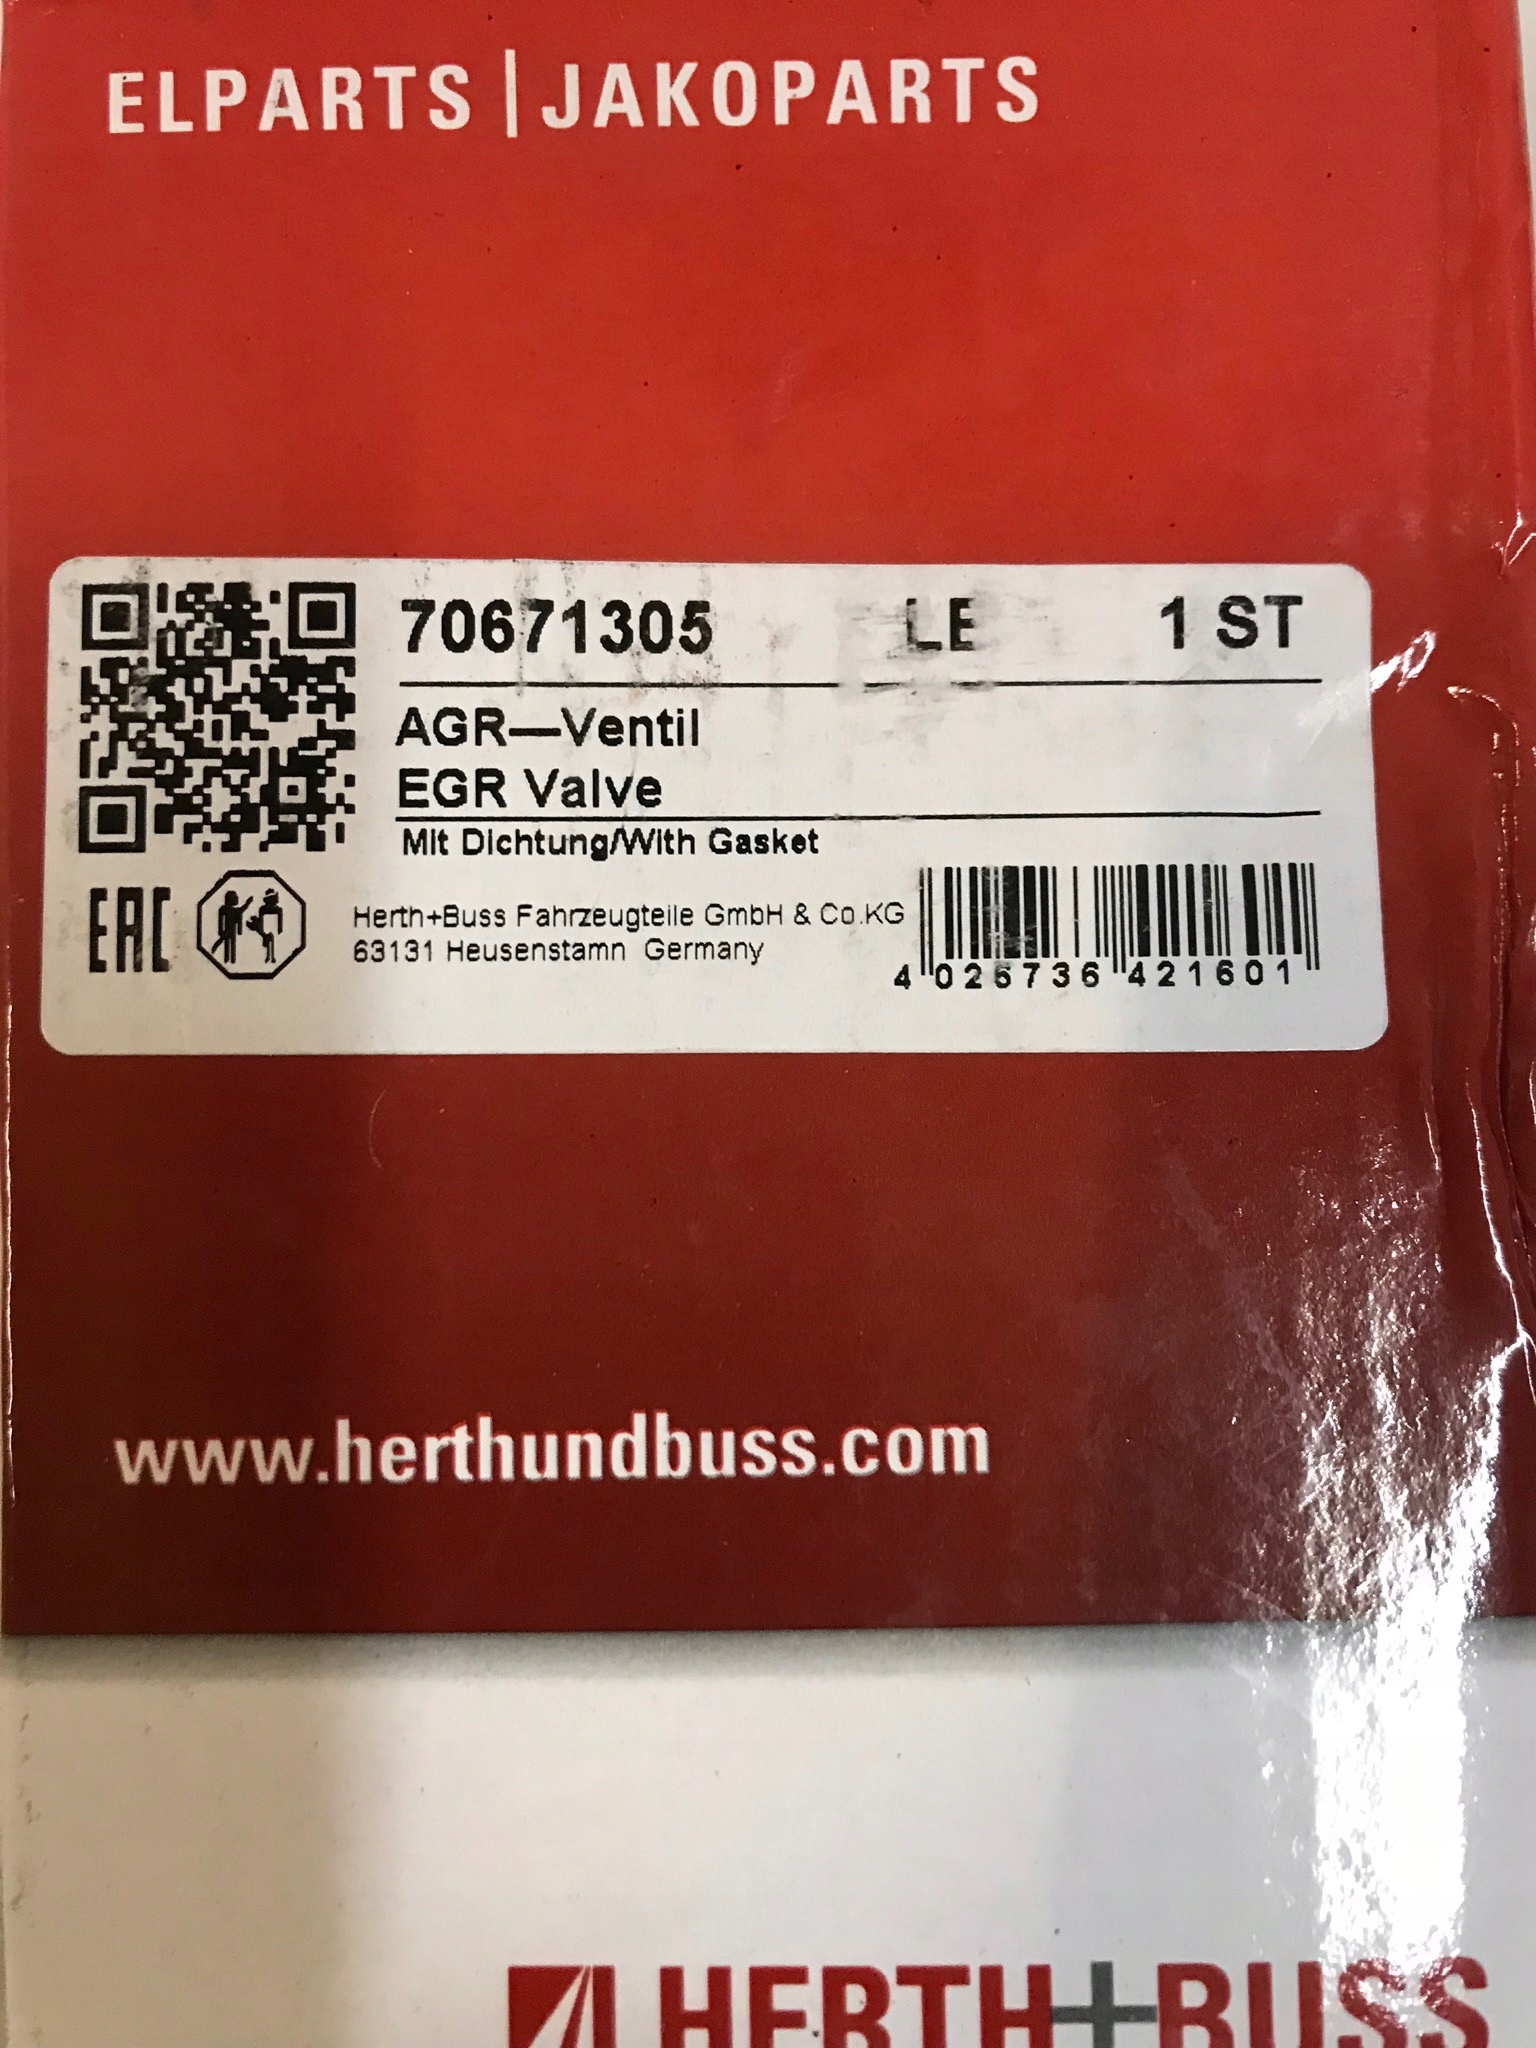 ELPARTS | JAKOPARTS
70671305 LE 1 ST
AGR—Ventil
EGR Valve
Mit Dichtung/With Gasket
EAC
Herth+Buss Fahrzeugteile GmbH & Co.KG
63131 Heusenstamn Germany
4 026736 421601
www.herthundbuss.com
HERTH+BUSS